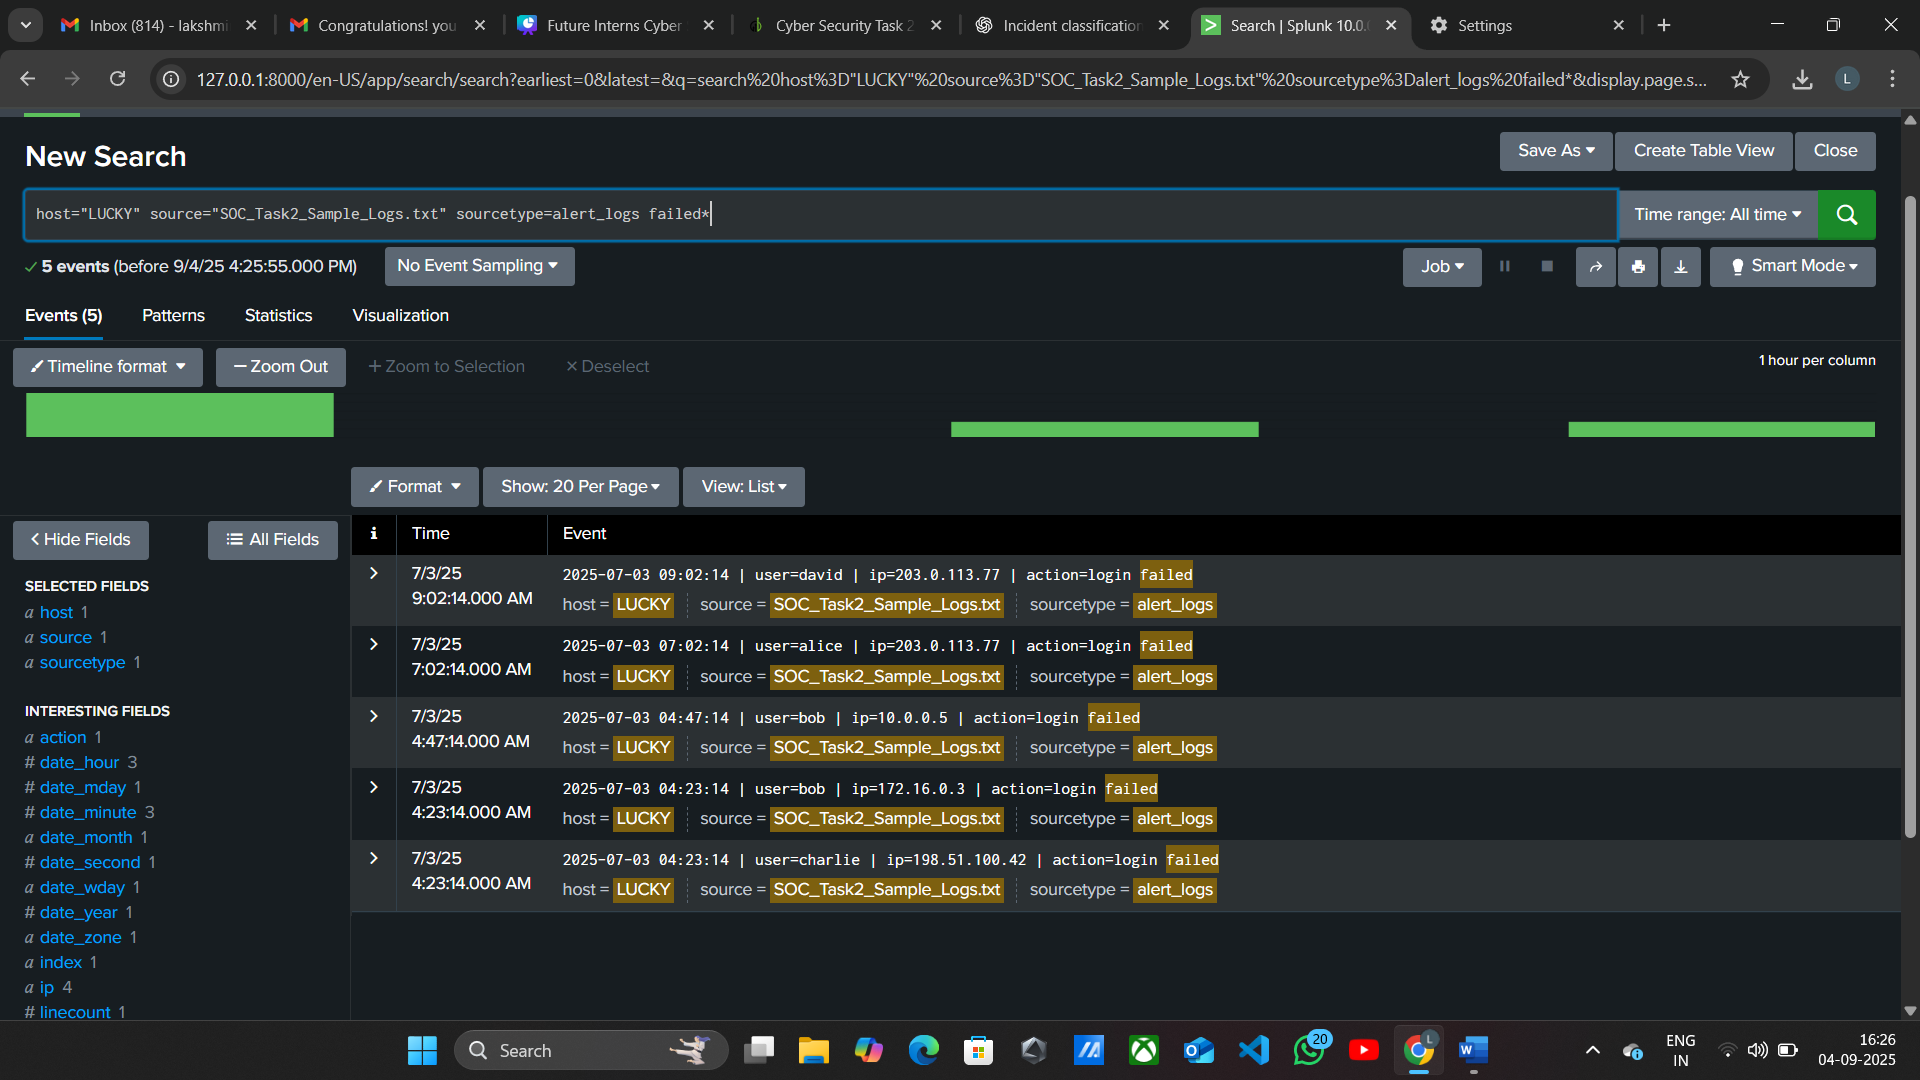 Inbox (814) - lakshmi
Congratulations! you
Future Interns Cyber
Cyber Security Task 2
Incident classification
Search | Splunk 10.0.
Settings
127.0.0.1:8000/en-US/app/search/search?earliest=0&latest=&q=search%20host%3D"LUCKY"%20source%3D"SOC_Task2_Sample_Logs.txt"%20sourcetype%3Dalert_logs%20failed*&display.page.s...
L
New Search
Save As
Create Table View
Close
host="LUCKY" source="SOC_Task2_Sample_Logs.txt" sourcetype=alert_logs failed*
Time range: All time
5 events (before 9/4/25 4:25:55.000 PM)
No Event Sampling
Job
Smart Mode
Events (5)
Patterns
Statistics
Visualization
Timeline format
— Zoom Out
+ Zoom to Selection
× Deselect
1 hour per column
Format
Show: 20 Per Page
View: List
< Hide Fields
All Fields
i
Time
Event
SELECTED FIELDS
a host 1
a source 1
a sourcetype 1
INTERESTING FIELDS
a action 1
# date_hour 3
# date_mday 1
# date_minute 3
a date_month 1
# date_second 1
a date_wday 1
# date_year 1
a date_zone 1
a index 1
a ip 4
# linecount 1
7/3/25
9:02:14.000 AM
2025-07-03 09:02:14 | user=david | ip=203.0.113.77 | action=login failed
host = LUCKY source = SOC_Task2_Sample_Logs.txt sourcetype = alert_logs
7/3/25
7:02:14.000 AM
2025-07-03 07:02:14 | user=alice | ip=203.0.113.77 | action=login failed
host = LUCKY source = SOC_Task2_Sample_Logs.txt sourcetype = alert_logs
7/3/25
4:47:14.000 AM
2025-07-03 04:47:14 | user=bob | ip=10.0.0.5 | action=login failed
host = LUCKY source = SOC_Task2_Sample_Logs.txt sourcetype = alert_logs
7/3/25
4:23:14.000 AM
2025-07-03 04:23:14 | user=bob | ip=172.16.0.3 | action=login failed
host = LUCKY source = SOC_Task2_Sample_Logs.txt sourcetype = alert_logs
7/3/25
4:23:14.000 AM
2025-07-03 04:23:14 | user=charlie | ip=198.51.100.42 | action=login failed
host = LUCKY source = SOC_Task2_Sample_Logs.txt sourcetype = alert_logs
Search
20
L
W
ENG
IN
16:26
04-09-2025